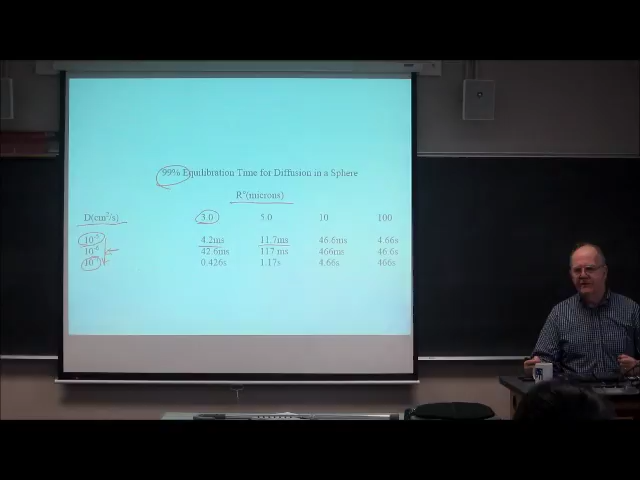 99% Equilibration Time for Diffusion in a Sphere
R°(microns)
D(cm²/s) 3.0 5.0 10 100
10⁻⁵ 4.2ms 11.7ms 46.6ms 4.66s
10⁻⁶ 42.6ms 117 ms 466ms 46.6s
0.426s 1.17s 4.66s 466s